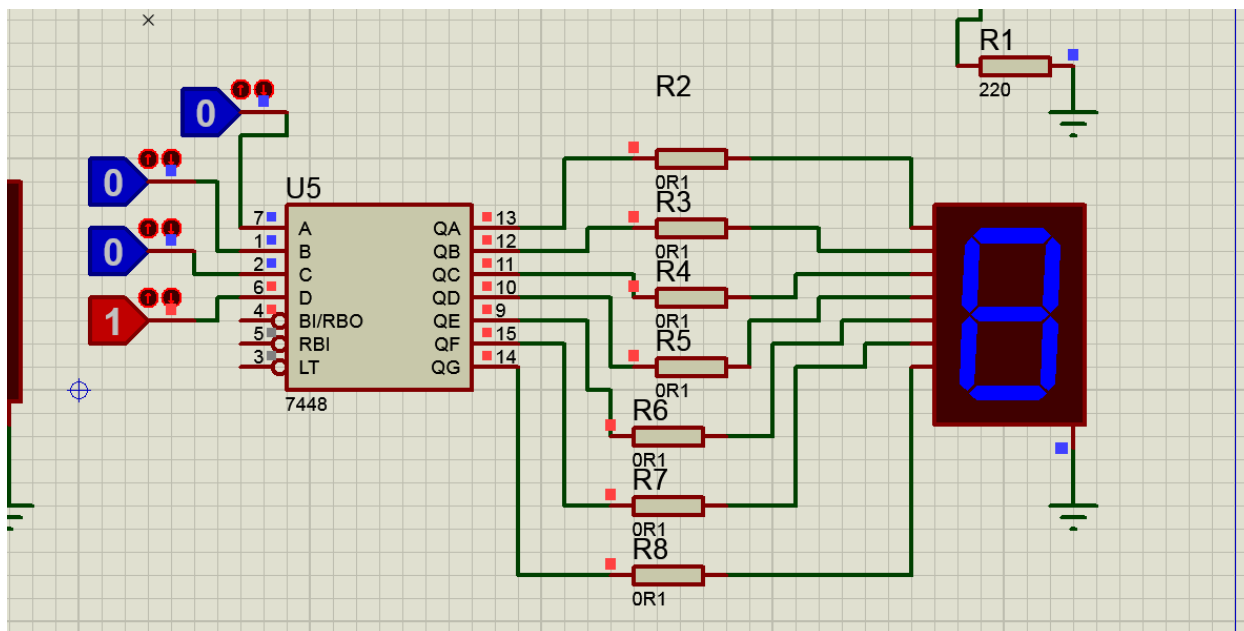 R1
220
R2
0R1
R3
0R1
R4
0R1
R5
0R1
R6
0R1
R7
0R1
R8
0R1
0
0
0
1
U5
7 A QA 13
1 B QB 12
2 C QC 11
6 D QD 10
4 BI/RBO QE 9
5 RBI QF 15
3 LT QG 14
7448
8